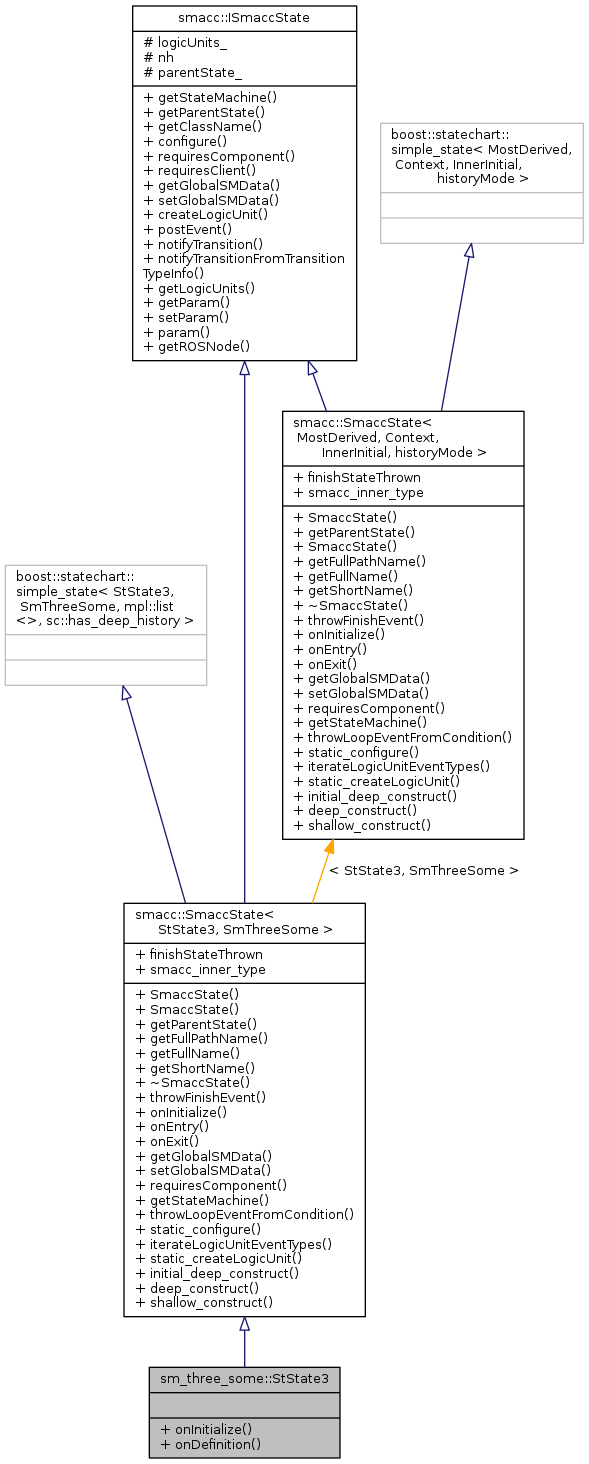 smacc::ISmaccState
# logicUnits_
# nh
# parentState_
+ getStateMachine()
+ getParentState()
+ getClassName()
+ configure()
+ requiresComponent()
+ requiresClient()
+ getGlobalSMData()
+ setGlobalSMData()
+ createLogicUnit()
+ postEvent()
+ notifyTransition()
+ notifyTransitionFromTransition
TypeInfo()
+ getLogicUnits()
+ getParam()
+ setParam()
+ param()
+ getROSNode()
boost::statechart::
simple_state< MostDerived,
Context, InnerInitial,
historyMode >
smacc::SmaccState<
MostDerived, Context,
InnerInitial, historyMode >
+ finishStateThrown
+ smacc_inner_type
+ SmaccState()
+ getParentState()
+ SmaccState()
+ getFullPathName()
+ getFullName()
+ getShortName()
+ ~SmaccState()
+ throwFinishEvent()
+ onInitialize()
+ onEntry()
+ onExit()
+ getGlobalSMData()
+ setGlobalSMData()
+ requiresComponent()
+ getStateMachine()
+ throwLoopEventFromCondition()
+ static_configure()
+ iterateLogicUnitEventTypes()
+ static_createLogicUnit()
+ initial_deep_construct()
+ deep_construct()
+ shallow_construct()
boost::statechart::
simple_state< StState3,
SmThreeSome, mpl::list
<>, sc::has_deep_history >
< StState3, SmThreeSome >
smacc::SmaccState<
StState3, SmThreeSome >
+ finishStateThrown
+ smacc_inner_type
+ SmaccState()
+ SmaccState()
+ getParentState()
+ getFullPathName()
+ getFullName()
+ getShortName()
+ ~SmaccState()
+ throwFinishEvent()
+ onInitialize()
+ onEntry()
+ onExit()
+ getGlobalSMData()
+ setGlobalSMData()
+ requiresComponent()
+ getStateMachine()
+ throwLoopEventFromCondition()
+ static_configure()
+ iterateLogicUnitEventTypes()
+ static_createLogicUnit()
+ initial_deep_construct()
+ deep_construct()
+ shallow_construct()
sm_three_some::StState3
+ onInitialize()
+ onDefinition()